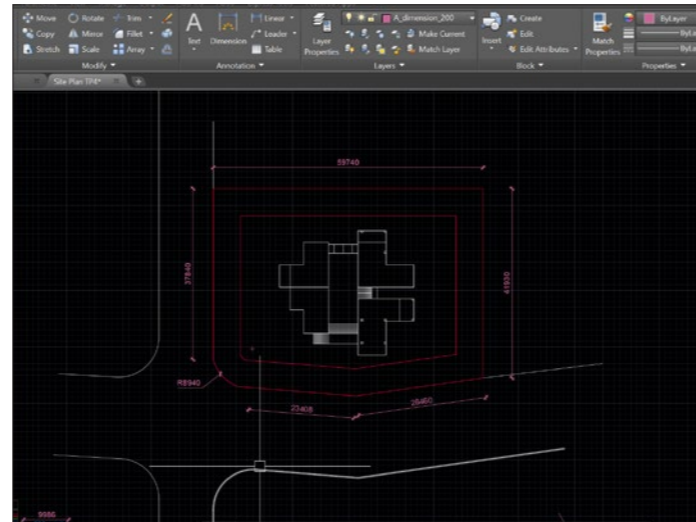 Move Rotate Trim
Copy Mirror Fillet
Stretch Scale Array
Modify
Text
Dimension
Linear
Leader
Table
Annotation
Layer Properties
A_dimension_200
Make Current
Match Layer
Layers
Insert
Create
Edit
Edit Attributes
Block
Match Properties
ByLayer
Properties
Site Plan TP4*
59740
37840
41930
R8940
23408
9986